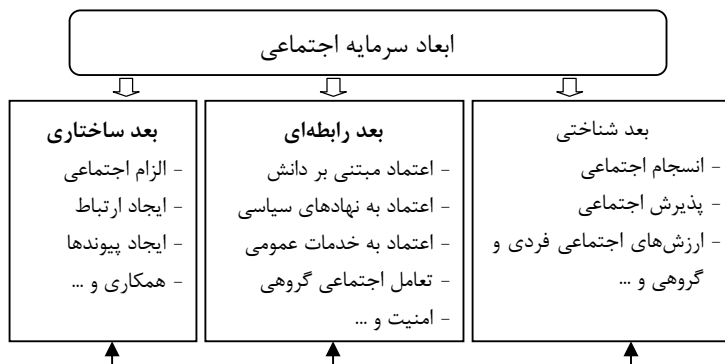 ابعاد سرمایه اجتماعی
بعد شناختی
- انسجام اجتماعی
- پذیرش اجتماعی
- ارزش‌های اجتماعی فردی و
گروهی و ...
بعد رابطه‌ای
- اعتماد مبتنی بر دانش
- اعتماد به نهادهای سیاسی
- اعتماد به خدمات عمومی
- تعامل اجتماعی گروهی
- امنیت و ...
بعد ساختاری
- الزام اجتماعی
- ایجاد ارتباط
- ایجاد پیوندها
- همکاری و ...